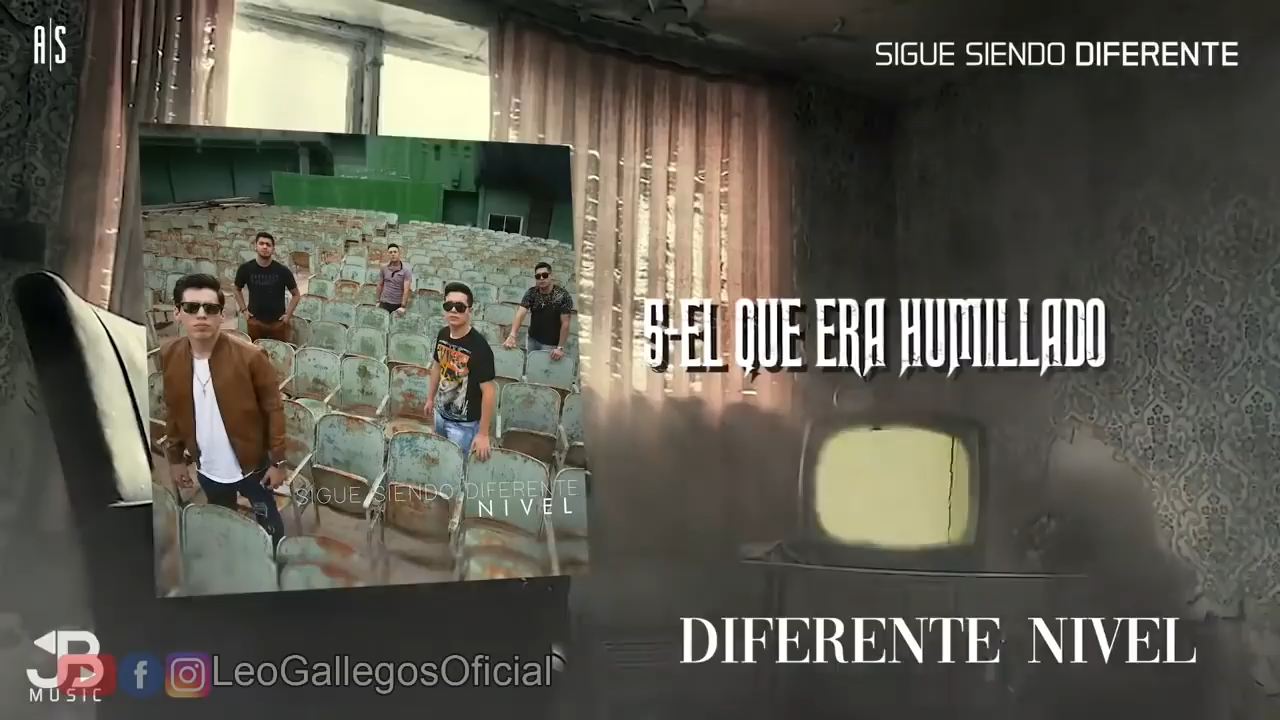 A|S
SIGUE SIENDO DIFERENTE
5-EL QUE ERA HUMILLADO
SIGUE SIENDO DIFERENTE
NIVEL
DIFERENTE NIVEL
JB
MUSIC
LeoGallegosOficial